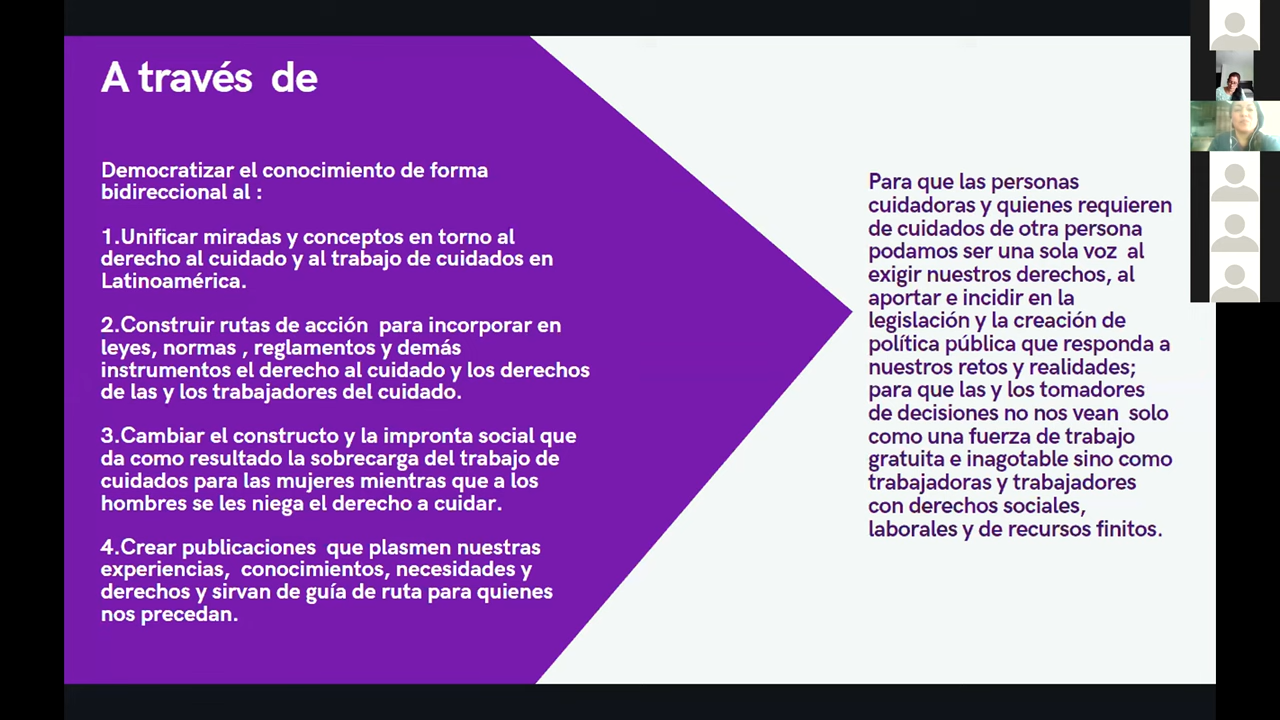 A través de
Democratizar el conocimiento de forma
bidireccional al :
1.Unificar miradas y conceptos en torno al
derecho al cuidado y al trabajo de cuidados en
Latinoamérica.
2.Construir rutas de acción para incorporar en
leyes, normas , reglamentos y demás
instrumentos el derecho al cuidado y los derechos
de las y los trabajadores del cuidado.
3.Cambiar el constructo y la impronta social que
da como resultado la sobrecarga del trabajo de
cuidados para las mujeres mientras que a los
hombres se les niega el derecho a cuidar.
4.Crear publicaciones que plasmen nuestras
experiencias, conocimientos, necesidades y
derechos y sirvan de guía de ruta para quienes
nos precedan.
Para que las personas
cuidadoras y quienes requieren
de cuidados de otra persona
podamos ser una sola voz al
exigir nuestros derechos, al
aportar e incidir en la
legislación y la creación de
política pública que responda a
nuestros retos y realidades;
para que las y los tomadores
de decisiones no nos vean solo
como una fuerza de trabajo
gratuita e inagotable sino como
trabajadoras y trabajadores
con derechos sociales,
laborales y de recursos finitos.